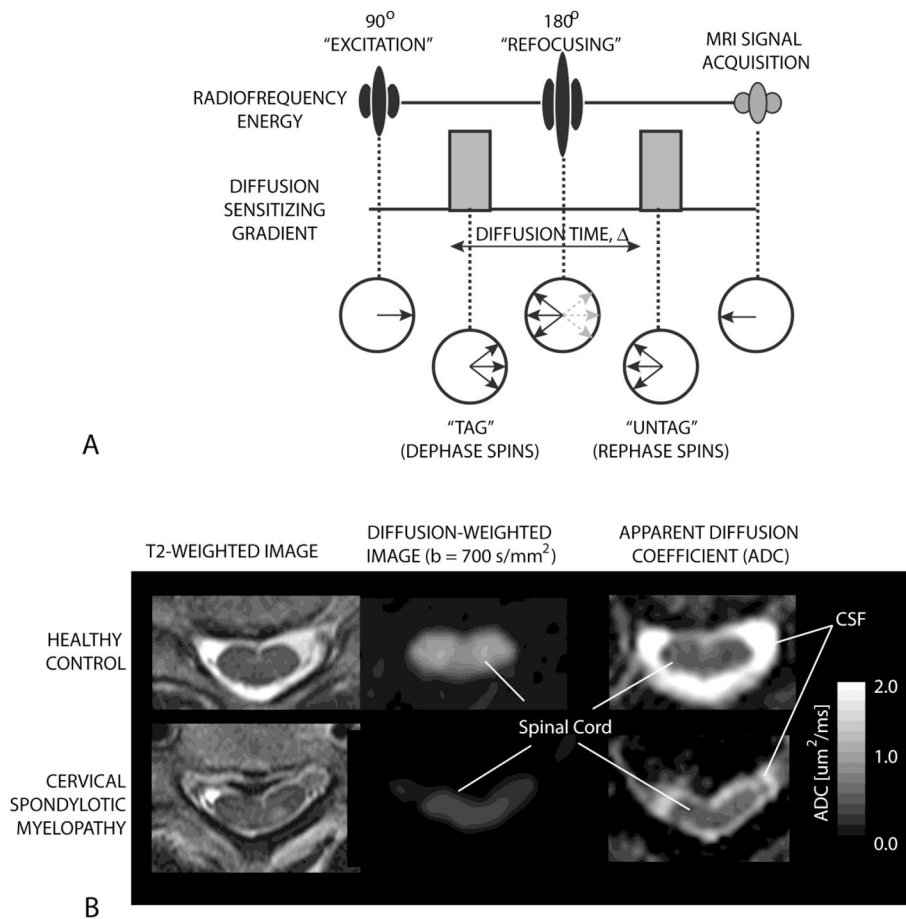 90°
"EXCITATION"
180°
"REFOCUSING"
MRI SIGNAL
ACQUISITION
RADIOFREQUENCY
ENERGY
DIFFUSION
SENSITIZING
GRADIENT
DIFFUSION TIME, Δ
"TAG"
(DEPHASE SPINS)
"UNTAG"
(REPHASE SPINS)
A
T2-WEIGHTED IMAGE
DIFFUSION-WEIGHTED
IMAGE (b = 700 s/mm²)
APPARENT DIFFUSION
COEFFICIENT (ADC)
HEALTHY
CONTROL
CSF
Spinal Cord
CERVICAL
SPONDYLOTIC
MYELOPATHY
ADC [um²/ms]
2.0
1.0
0.0
B